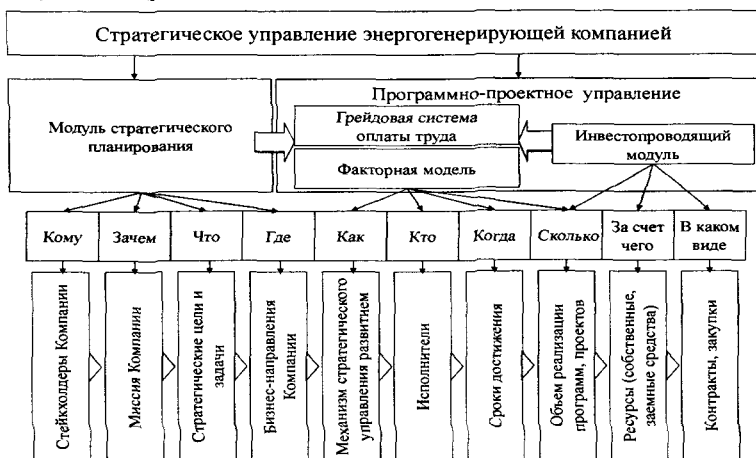 Стратегическое управление энергогенерирующей компанией
Программно-проектное управление
Модуль стратегического
планирования
Грейдовая система
оплаты труда
Факторная модель
Инвестопроводящий
модуль
Кому
Зачем
Что
Где
Как
Кто
Когда
Сколько
За счет
чего
В каком
виде
Стейкхолдеры Компании
Миссия Компании
Стратегические цели и
задачи
Бизнес-направления
Компании
Механизм стратегического
управления развитием
Исполнители
Сроки достижения
Объем реализации
программ, проектов
Ресурсы (собственные,
заемные средства)
Контракты, закупки